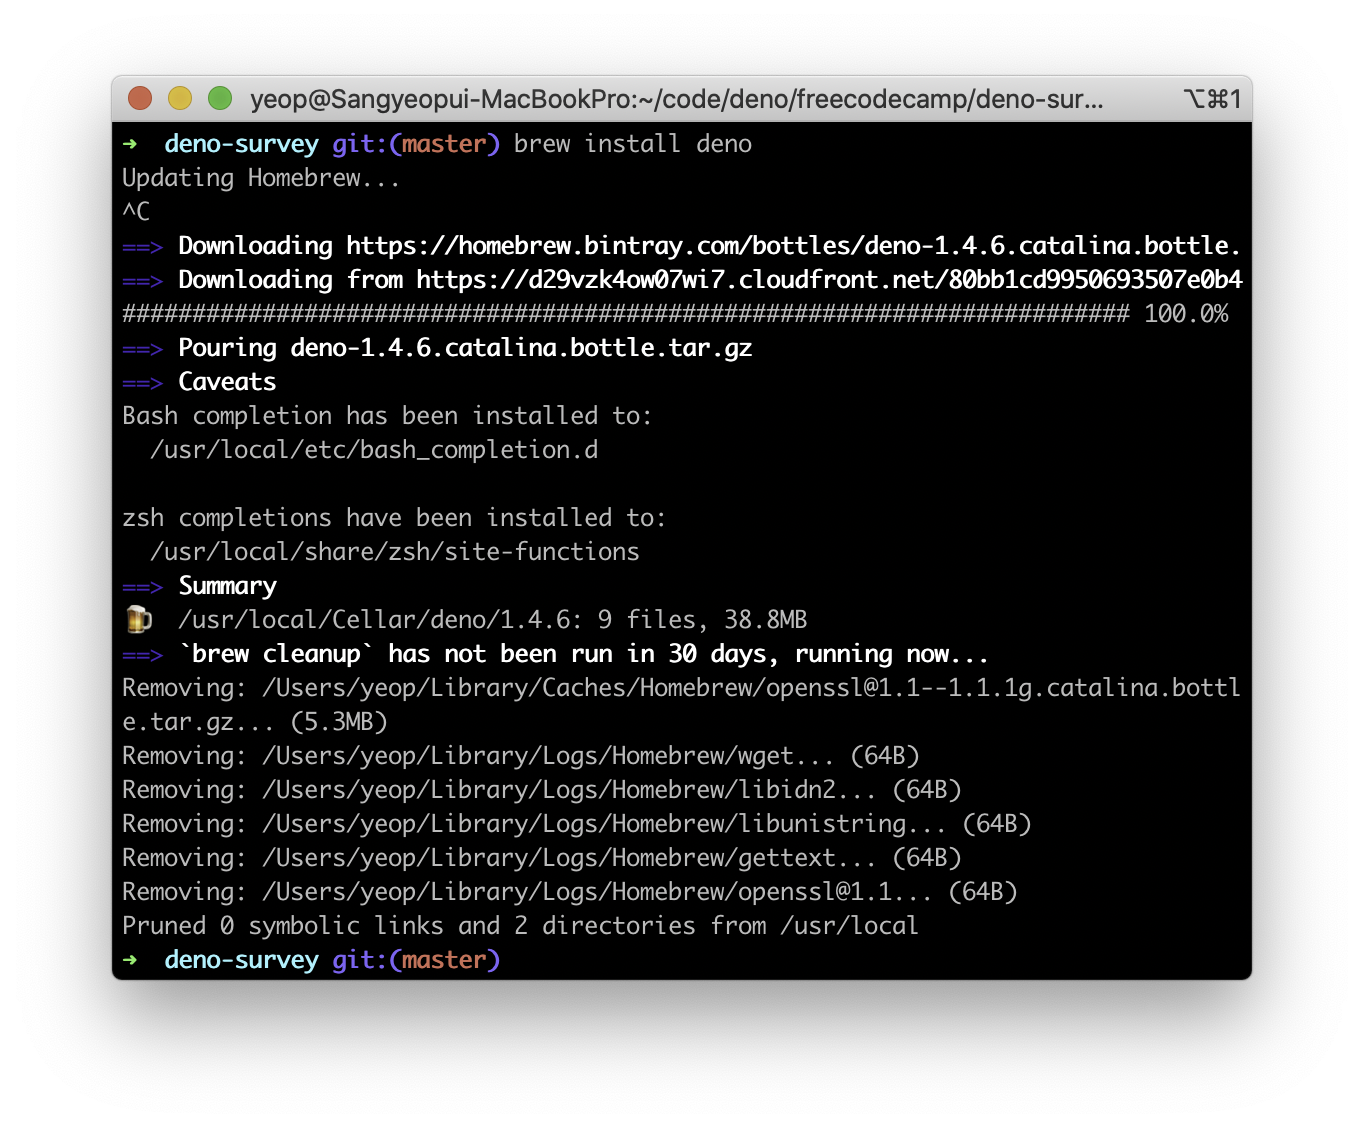 yeop@Sangyeopui-MacBookPro:~/code/deno/freecodecamp/deno-sur... ⌥⌘1
➜ deno-survey git:(master) brew install deno
Updating Homebrew...
^C
==> Downloading https://homebrew.bintray.com/bottles/deno-1.4.6.catalina.bottle.
==> Downloading from https://d29vzk4ow07wi7.cloudfront.net/80bb1cd9950693507e0b4
######################################################################## 100.0%
==> Pouring deno-1.4.6.catalina.bottle.tar.gz
==> Caveats
Bash completion has been installed to:
  /usr/local/etc/bash_completion.d

zsh completions have been installed to:
  /usr/local/share/zsh/site-functions
==> Summary
🍺  /usr/local/Cellar/deno/1.4.6: 9 files, 38.8MB
==> `brew cleanup` has not been run in 30 days, running now...
Removing: /Users/yeop/Library/Caches/Homebrew/openssl@1.1--1.1.1g.catalina.bottl
e.tar.gz... (5.3MB)
Removing: /Users/yeop/Library/Logs/Homebrew/wget... (64B)
Removing: /Users/yeop/Library/Logs/Homebrew/libidn2... (64B)
Removing: /Users/yeop/Library/Logs/Homebrew/libunistring... (64B)
Removing: /Users/yeop/Library/Logs/Homebrew/gettext... (64B)
Removing: /Users/yeop/Library/Logs/Homebrew/openssl@1.1... (64B)
Pruned 0 symbolic links and 2 directories from /usr/local
➜ deno-survey git:(master)